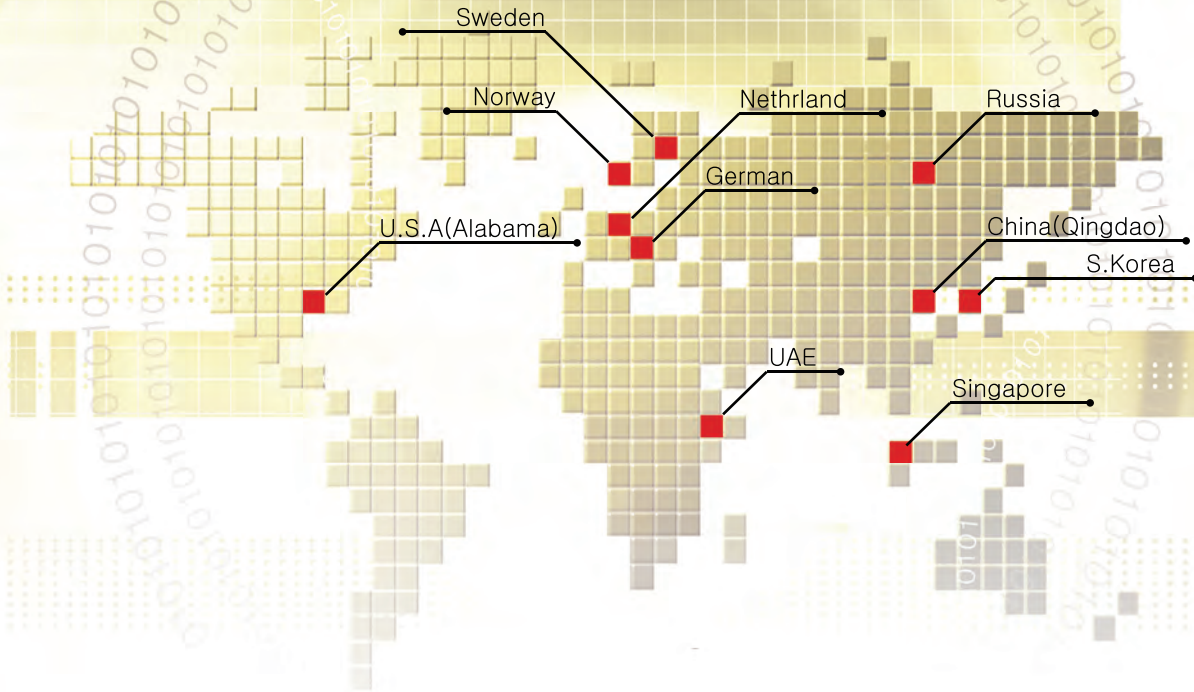 Sweden
Norway
Nethrland
Russia
German
U.S.A(Alabama)
China(Qingdao)
S.Korea
UAE
Singapore